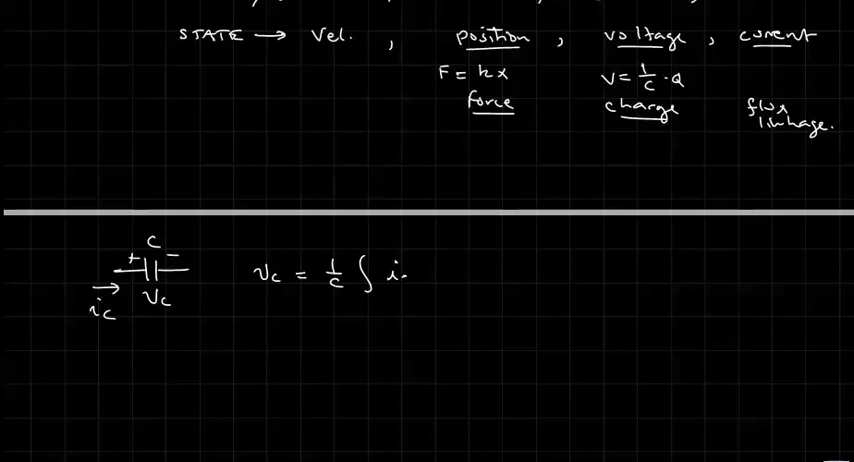 STATE → Vel. , position , voltage , current
F = kx V = 1/C · Q
force charge flux
linkage.
C
+ −
v_c = 1/C ∫ i.
i_c v_c